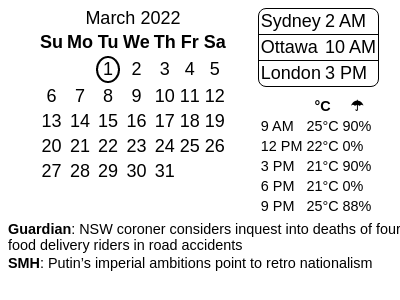 March 2022
Su Mo Tu We Th Fr Sa
1 2 3 4 5
6 7 8 9 10 11 12
13 14 15 16 17 18 19
20 21 22 23 24 25 26
27 28 29 30 31
Sydney 2 AM
Ottawa 10 AM
London 3 PM
°C ☂
9 AM 25°C 90%
12 PM 22°C 0%
3 PM 21°C 90%
6 PM 21°C 0%
9 PM 25°C 88%
Guardian: NSW coroner considers inquest into deaths of four
food delivery riders in road accidents
SMH: Putin’s imperial ambitions point to retro nationalism